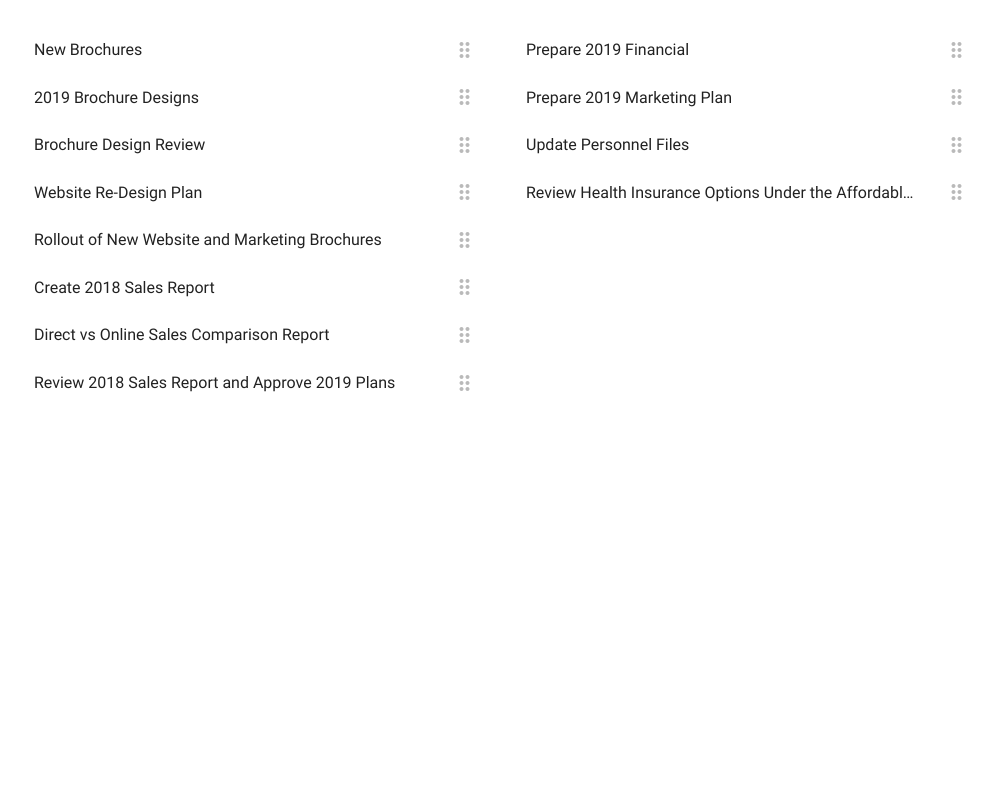 New Brochures
2019 Brochure Designs
Brochure Design Review
Website Re-Design Plan
Rollout of New Website and Marketing Brochures
Create 2018 Sales Report
Direct vs Online Sales Comparison Report
Review 2018 Sales Report and Approve 2019 Plans
Prepare 2019 Financial
Prepare 2019 Marketing Plan
Update Personnel Files
Review Health Insurance Options Under the Affordabl...